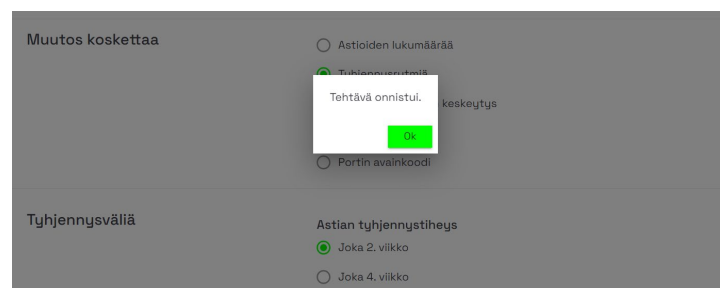 Muutos koskettaa
Astioiden lukumäärää
Tyhjennysrytmiä
Tehtävä onnistui.
keskeytys
Ok
Portin avainkoodi
Tyhjennysväliä
Astian tyhjennystiheys
Joka 2. viikko
Joka 4. viikko